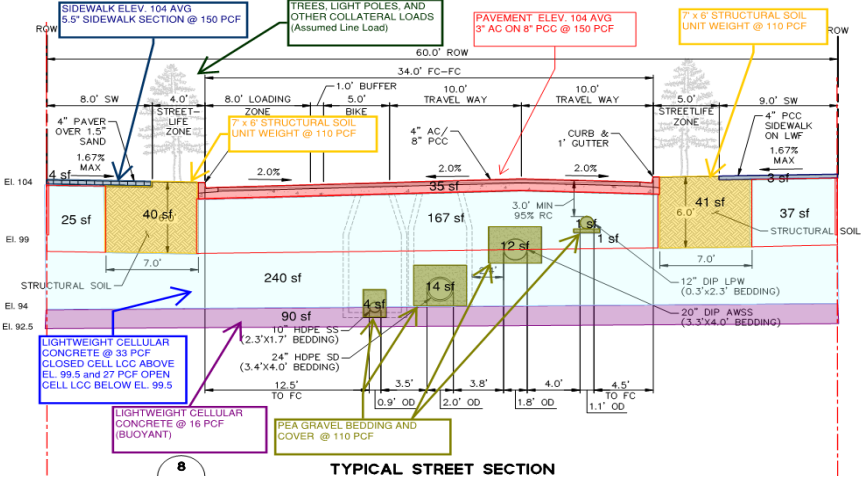 SIDEWALK ELEV. 104 AVG
5.5" SIDEWALK SECTION @ 150 PCF
TREES, LIGHT POLES, AND
OTHER COLLATERAL LOADS
(Assumed Line Load)
PAVEMENT ELEV. 104 AVG
3" AC ON 8" PCC @ 150 PCF
7' x 6' STRUCTURAL SOIL
UNIT WEIGHT @ 110 PCF
ROW
ROW
60.0' ROW
34.0' FC-FC
1.0' BUFFER
8.0' SW
4.0'
STREET-
LIFE
ZONE
8.0' LOADING
ZONE
5.0'
BIKE
10.0'
TRAVEL WAY
10.0'
TRAVEL WAY
5.0'
STREETLIFE
ZONE
9.0' SW
4" PAVER
OVER 1.5"
SAND
7' x 6' STRUCTURAL SOIL
UNIT WEIGHT @ 110 PCF
4" AC/
8" PCC
CURB &
1' GUTTER
4" PCC
SIDEWALK
ON LWF
1.67%
MAX
1.67%
MAX
2.0%
2.0%
2.0%
El. 104
4 sf
35 sf
3 sf
3.0' MIN
95% RC
25 sf
40 sf
167 sf
1 sf
1 sf
41 sf
6.0'
37 sf
STRUCTURAL SOIL
El. 99
12 sf
7.0'
7.0'
240 sf
STRUCTURAL SOIL
14 sf
12" DIP LPW
(0.3'x2.3' BEDDING)
El. 94
4 sf
90 sf
20" DIP AWSS
(3.3'X4.0' BEDDING)
El. 92.5
10" HDPE SS
(2.3'X1.7' BEDDING)
24" HDPE SD
(3.4'X4.0' BEDDING)
LIGHTWEIGHT CELLULAR
CONCRETE @ 33 PCF
CLOSED CELL LCC ABOVE
EL. 99.5 and 27 PCF OPEN
CELL LCC BELOW EL. 99.5
12.5'
TO FC
3.5'
3.8'
4.0'
4.5'
TO FC
0.9' OD
2.0' OD
1.8' OD
1.1' OD
LIGHTWEIGHT CELLULAR
CONCRETE @ 16 PCF
(BUOYANT)
PEA GRAVEL BEDDING AND
COVER @ 110 PCF
8
TYPICAL STREET SECTION